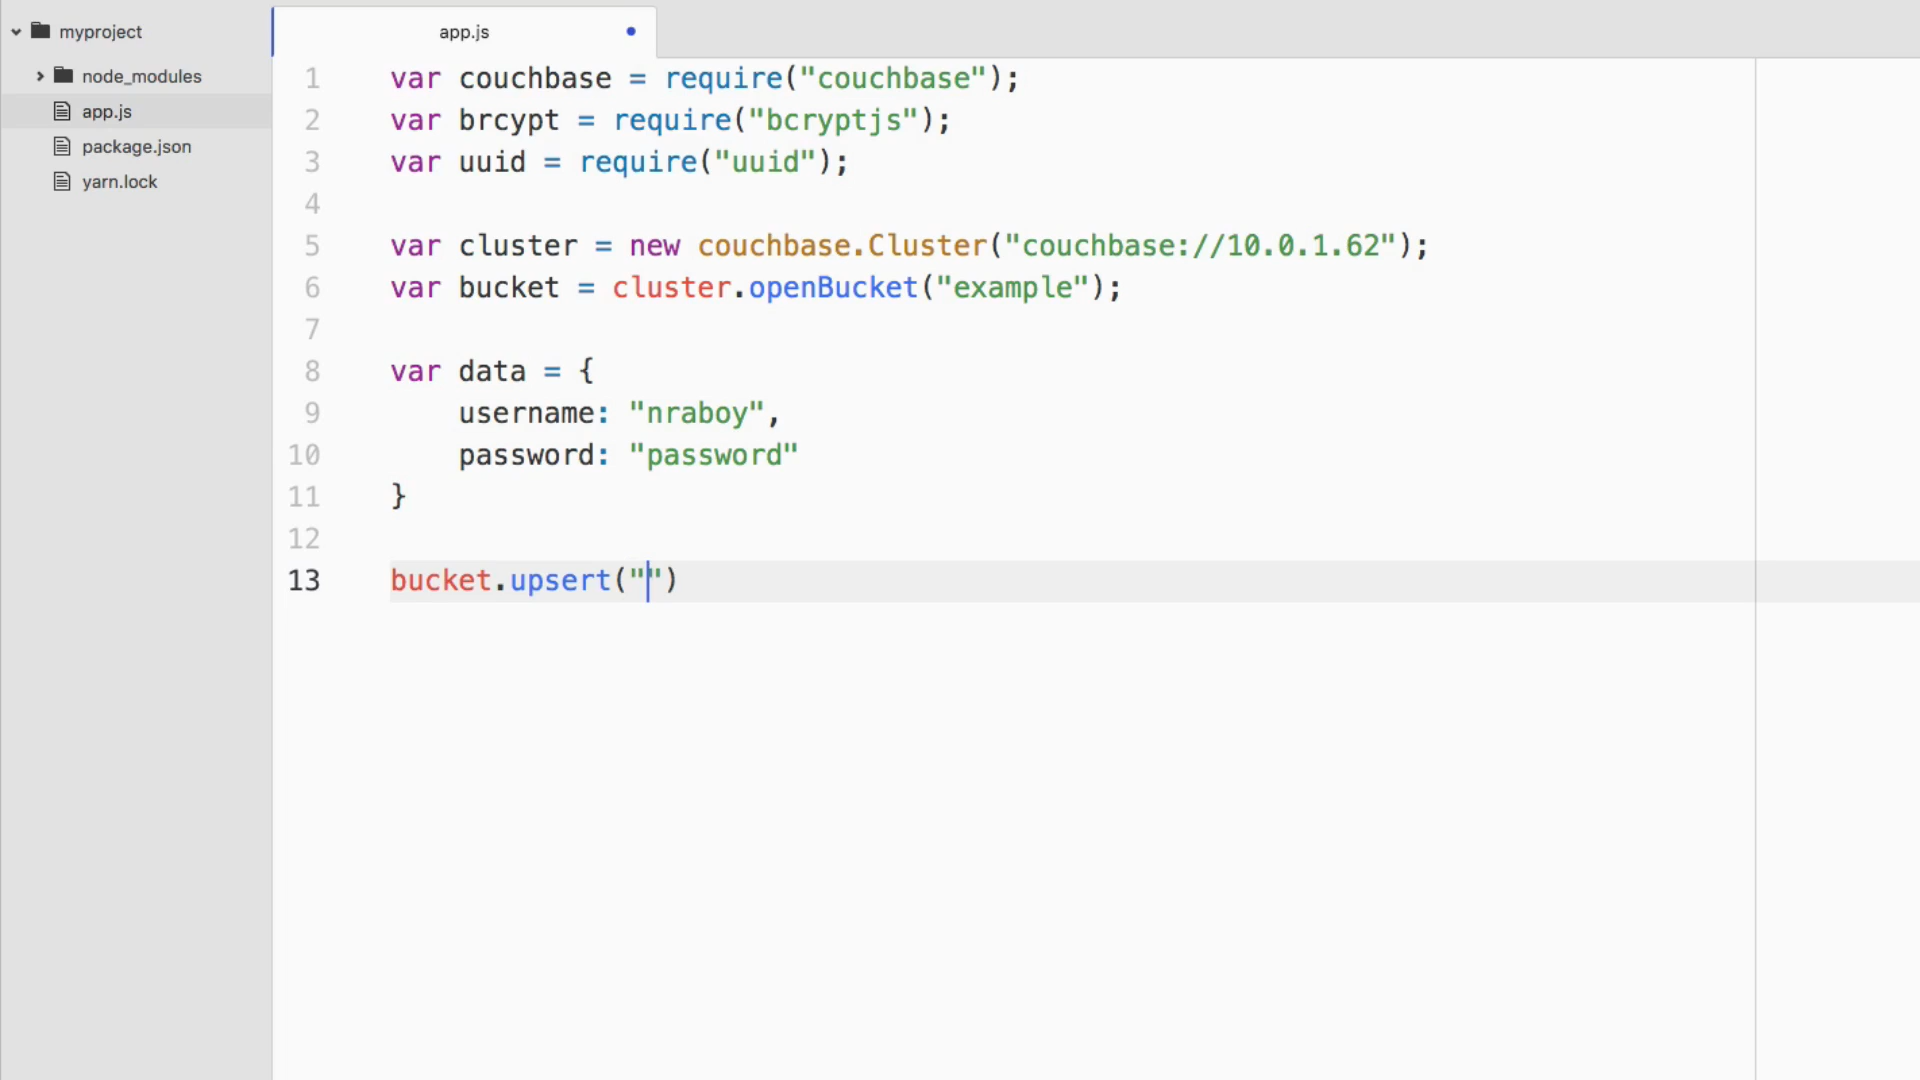 myproject
node_modules
app.js
package.json
yarn.lock
app.js
1 var couchbase = require("couchbase");
2 var brcypt = require("bcryptjs");
3 var uuid = require("uuid");
4
5 var cluster = new couchbase.Cluster("couchbase://10.0.1.62");
6 var bucket = cluster.openBucket("example");
7
8 var data = {
9     username: "nraboy",
10     password: "password"
11 }
12
13 bucket.upsert("")